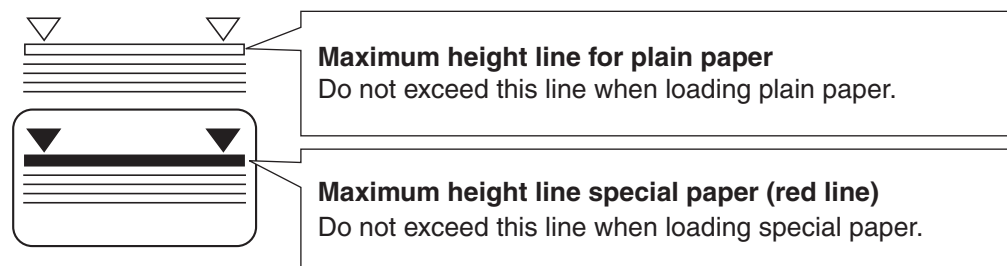 Maximum height line for plain paper
Do not exceed this line when loading plain paper.
Maximum height line special paper (red line)
Do not exceed this line when loading special paper.